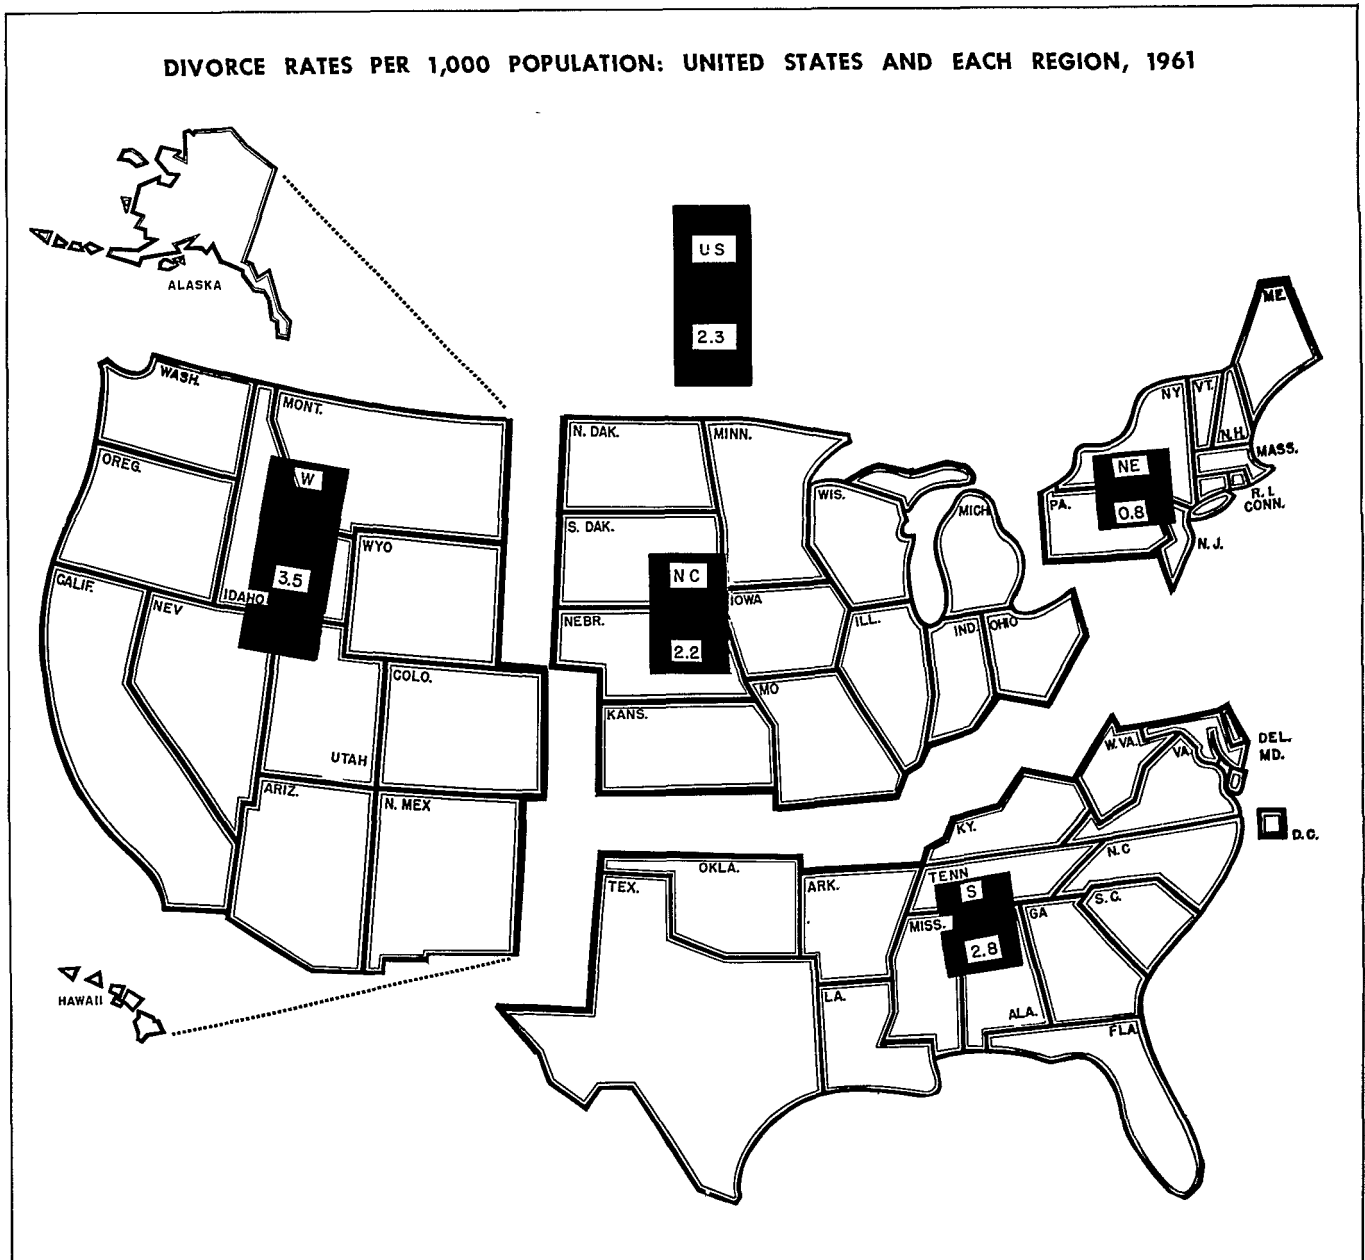 DIVORCE RATES PER 1,000 POPULATION: UNITED STATES AND EACH REGION, 1961
ALASKA
US
2.3
WASH.
MONT.
OREG.
W
3.5
IDAHO
WYO
CALIF.
NEV
UTAH
COLO.
ARIZ.
N. MEX
HAWAII
N. DAK.
MINN.
S. DAK.
WIS.
MICH
NC
2.2
NEBR.
IOWA
ILL.
IND.
OHIO
KANS.
MO
ME.
NY
VT.
N.H.
MASS.
NE
0.8
PA.
R. I.
CONN.
N.J.
W.VA.
VA.
DEL.
MD.
D.C.
KY.
N.C
TENN
S
2.8
S.C.
OKLA.
TEX.
ARK.
MISS.
GA
LA.
ALA.
FLA.